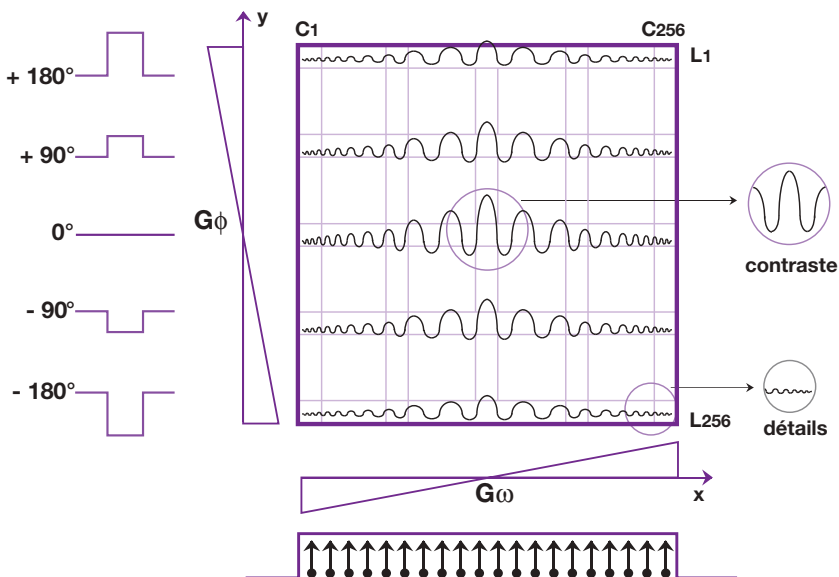 y
C1
C256
+ 180°
L1
+ 90°
Gϕ
0°
contraste
- 90°
- 180°
L256
détails
Gω
x